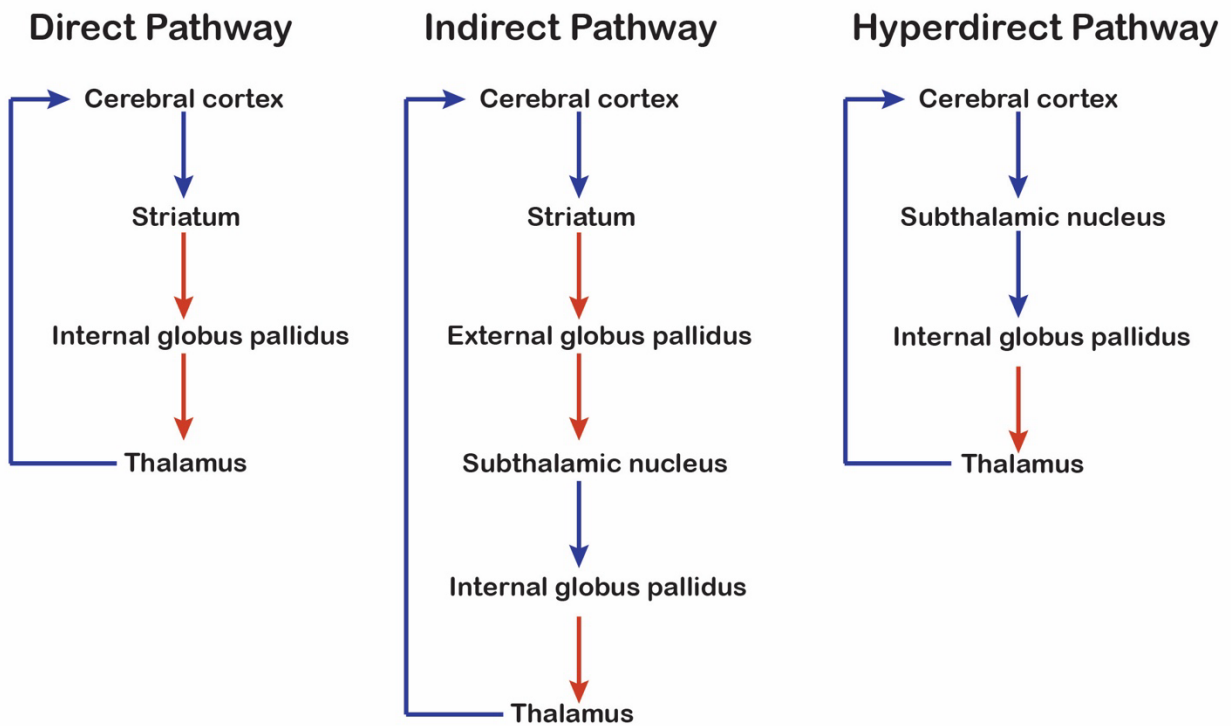 Direct Pathway
Cerebral cortex
Striatum
Internal globus pallidus
Thalamus
Indirect Pathway
Cerebral cortex
Striatum
External globus pallidus
Subthalamic nucleus
Internal globus pallidus
Thalamus
Hyperdirect Pathway
Cerebral cortex
Subthalamic nucleus
Internal globus pallidus
Thalamus